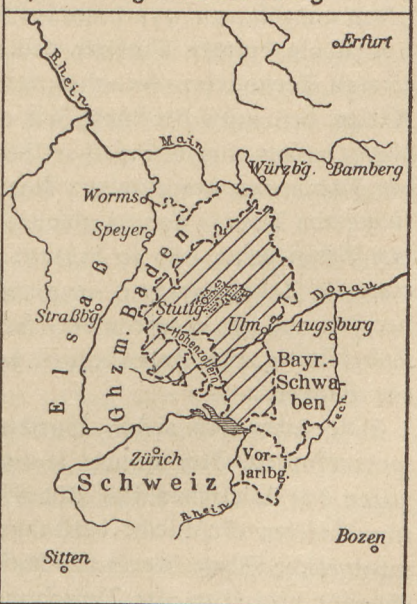 Erfurt
Rhein
Main
Würzbg.
Bamberg
Worms
Speyer
Ghzm. Baden
Elsaß
Straßbg.
Stuttg.
Donau
Ulm
Augsburg
Hohenzollern
Bayr.-
Schwa-
ben
Lech
Zürich
Schweiz
Vor-
arlbg.
Rhein
Bozen
Sitten